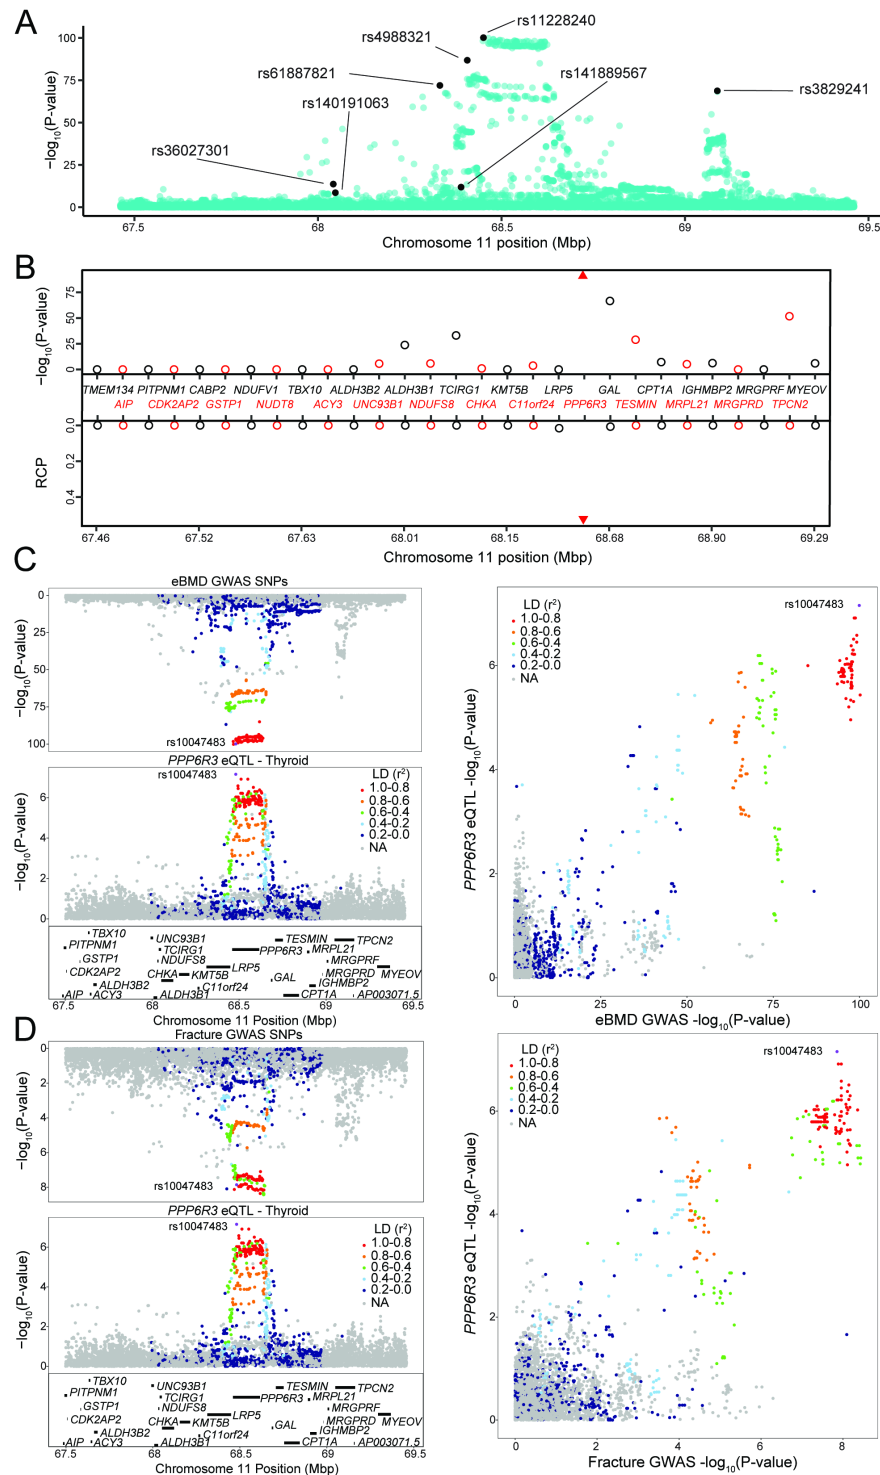 A
rs11228240
rs4988321
rs61887821
rs141889567
rs3829241
rs140191063
rs36027301
−log10(P-value)
100
75
50
25
0
67.5 68 68.5 69 69.5
Chromosome 11 position (Mbp)
B
−log10(P-value)
75
50
25
0
TMEM134 PITPNM1 CABP2 NDUFV1 TBX10 ALDH3B2 ALDH3B1 TCIRG1 KMT5B LRP5 GAL CPT1A IGHMBP2 MRGPRF MYEOV
AIP CDK2AP2 GSTP1 NUDT8 ACY3 UNC93B1 NDUFS8 CHKA C11orf24 PPP6R3 TESMIN MRPL21 MRGPRD TPCN2
RCP
0.0
0.2
0.4
67.46 67.52 67.63 68.01 68.15 68.68 68.90 69.29
Chromosome 11 position (Mbp)
C
eBMD GWAS SNPs
−log10(P-value)
0
25
50
75
100
rs10047483
PPP6R3 eQTL - Thyroid
rs10047483
−log10(P-value)
6
4
2
0
LD (r2)
1.0-0.8
0.8-0.6
0.6-0.4
0.4-0.2
0.2-0.0
NA
TBX10 UNC93B1 TESMIN TPCN2
PITPNM1 TCIRG1 PPP6R3 MRPL21
GSTP1 NDUFS8 LRP5 MRGPRF
CDK2AP2 CHKA KMT5B GAL MRGPRD MYEOV
ALDH3B2 C11orf24 IGHMBP2
AIP ACY3 ALDH3B1 CPT1A AP003071.5
67.5 68 68.5 69 69.5
Chromosome 11 Position (Mbp)
LD (r2)
1.0-0.8
0.8-0.6
0.6-0.4
0.4-0.2
0.2-0.0
NA
rs10047483
PPP6R3 eQTL -log10(P-value)
6
4
2
0
0 25 50 75 100
eBMD GWAS -log10(P-value)
D
Fracture GWAS SNPs
−log10(P-value)
0
2
4
6
8
rs10047483
PPP6R3 eQTL - Thyroid
rs10047483
−log10(P-value)
6
4
2
0
LD (r2)
1.0-0.8
0.8-0.6
0.6-0.4
0.4-0.2
0.2-0.0
NA
TBX10 UNC93B1 TESMIN TPCN2
PITPNM1 TCIRG1 PPP6R3 MRPL21
GSTP1 NDUFS8 LRP5 MRGPRF
CDK2AP2 CHKA KMT5B GAL MRGPRD MYEOV
ALDH3B2 C11orf24 IGHMBP2
AIP ACY3 ALDH3B1 CPT1A AP003071.5
67.5 68 68.5 69 69.5
Chromosome 11 Position (Mbp)
LD (r2)
1.0-0.8
0.8-0.6
0.6-0.4
0.4-0.2
0.2-0.0
NA
rs10047483
PPP6R3 eQTL -log10(P-value)
6
4
2
0
0 2 4 6 8
Fracture GWAS -log10(P-value)